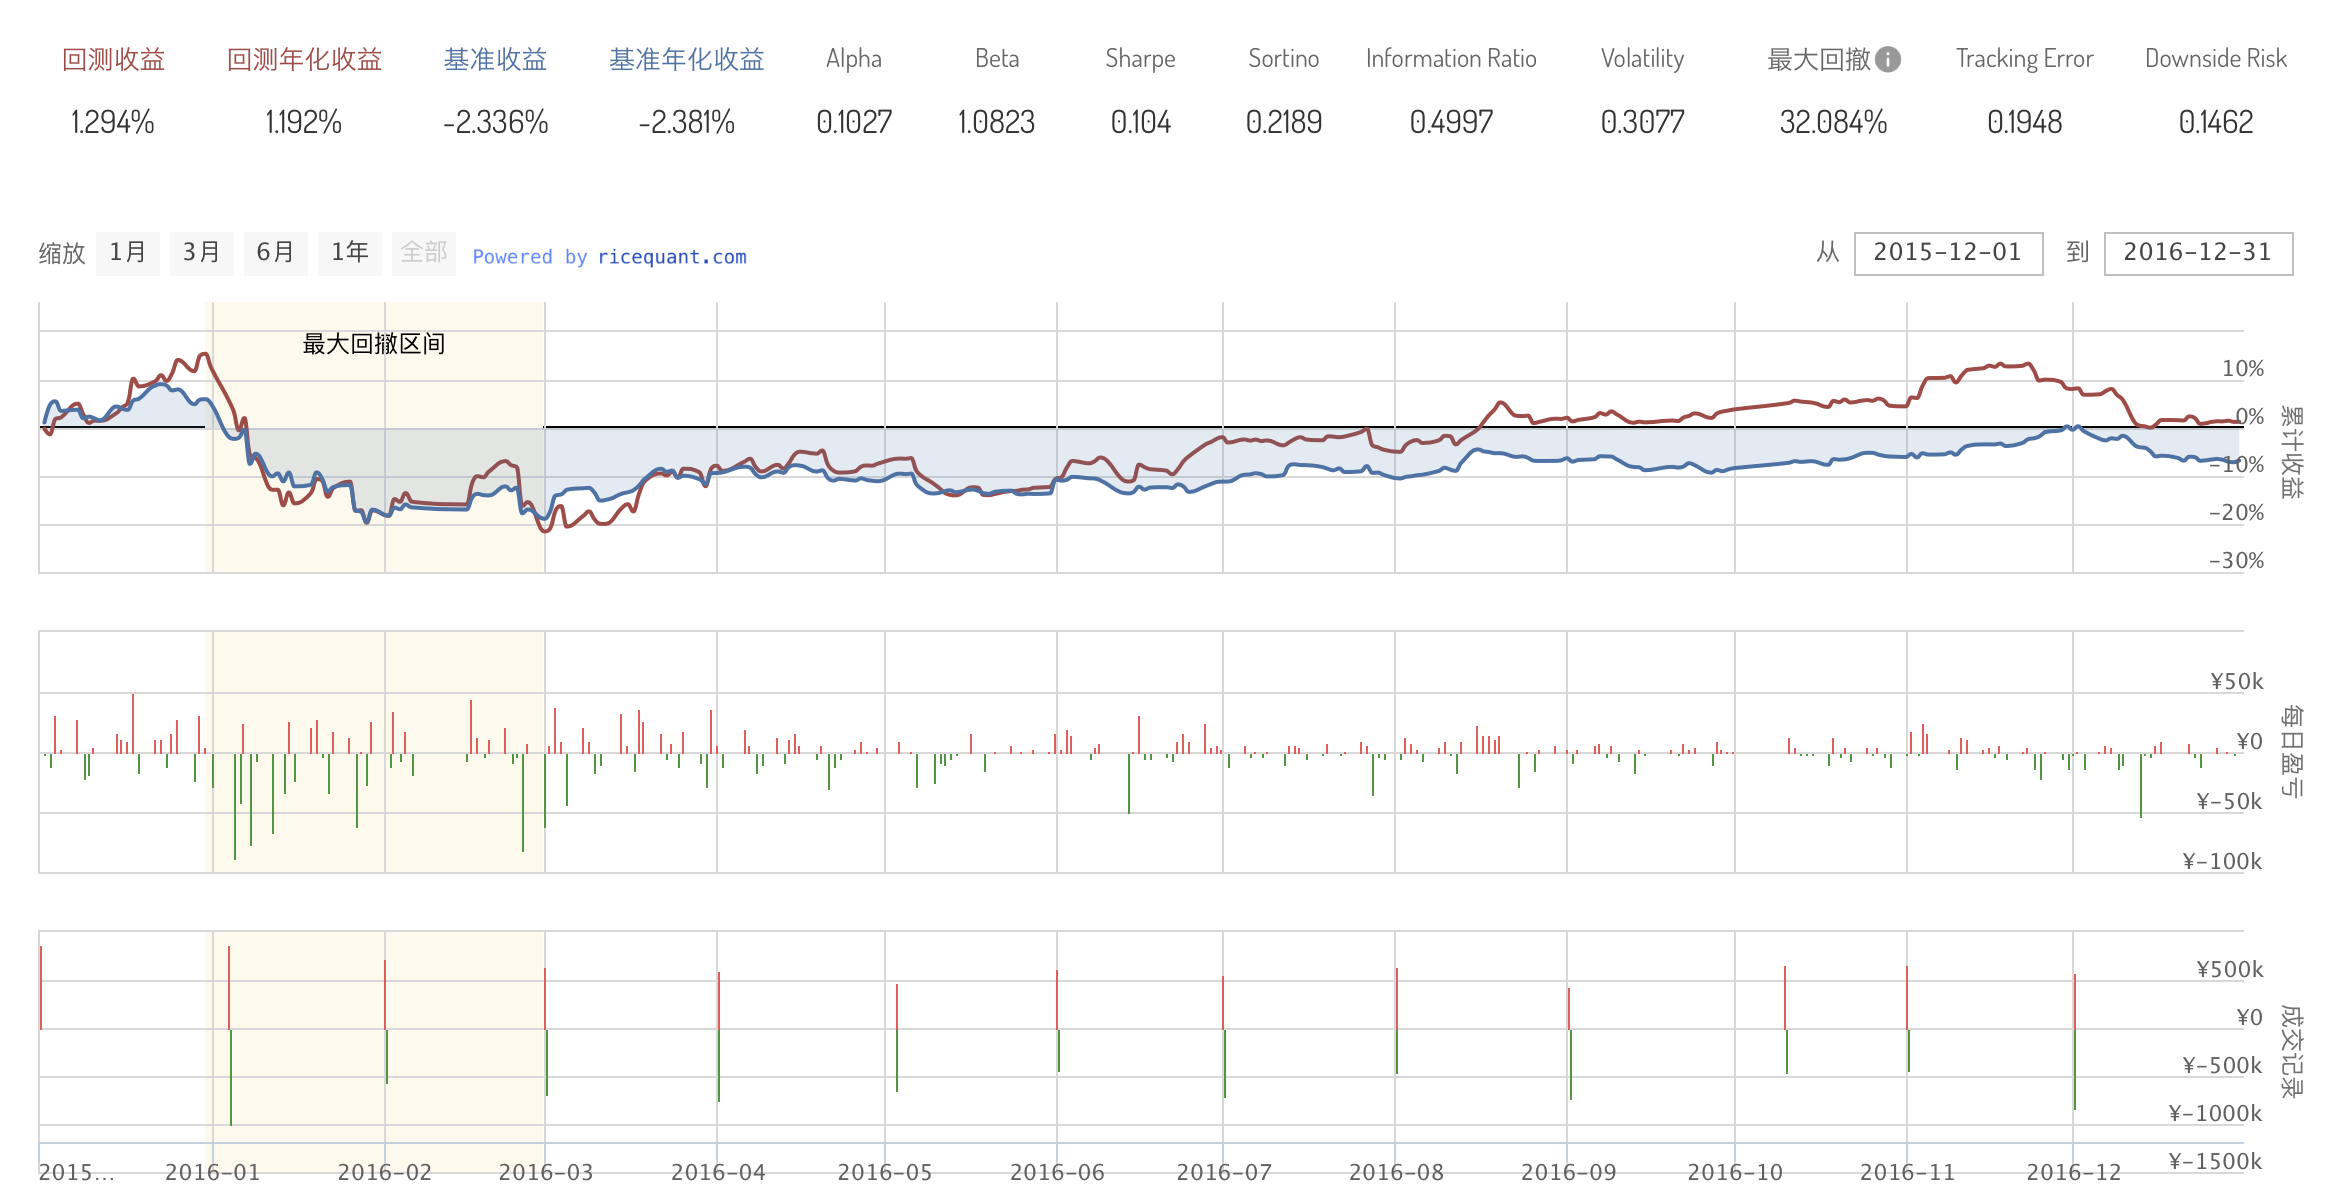 回测收益 回测年化收益 基准收益 基准年化收益 Alpha Beta Sharpe Sortino Information Ratio Volatility 最大回撤 i Tracking Error Downside Risk
1.294% 1.192% -2.336% -2.381% 0.1027 1.0823 0.104 0.2189 0.4997 0.3077 32.084% 0.1948 0.1462
缩放 1月 3月 6月 1年 全部 Powered by ricequant.com 从 2015-12-01 到 2016-12-31
最大回撤区间
10%
0%
-10%
-20%
-30%
累计收益
¥50k
¥0
¥-50k
¥-100k
每日盈亏
¥500k
¥0
¥-500k
¥-1000k
¥-1500k
成交记录
2015... 2016-01 2016-02 2016-03 2016-04 2016-05 2016-06 2016-07 2016-08 2016-09 2016-10 2016-11 2016-12